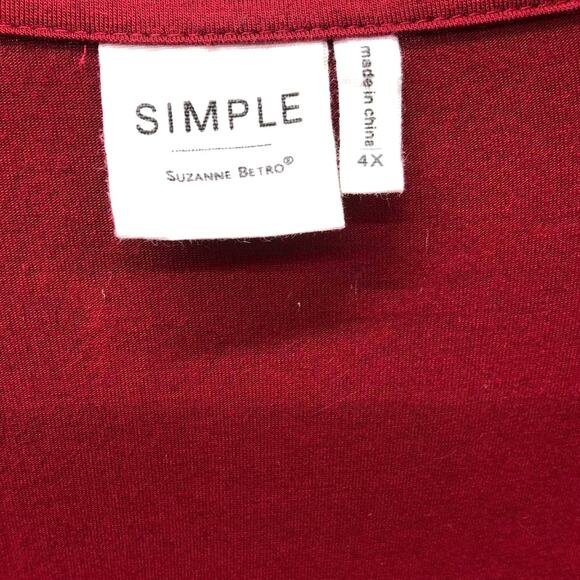 SIMPLE
SUZANNE BETRO®
made in china
4X